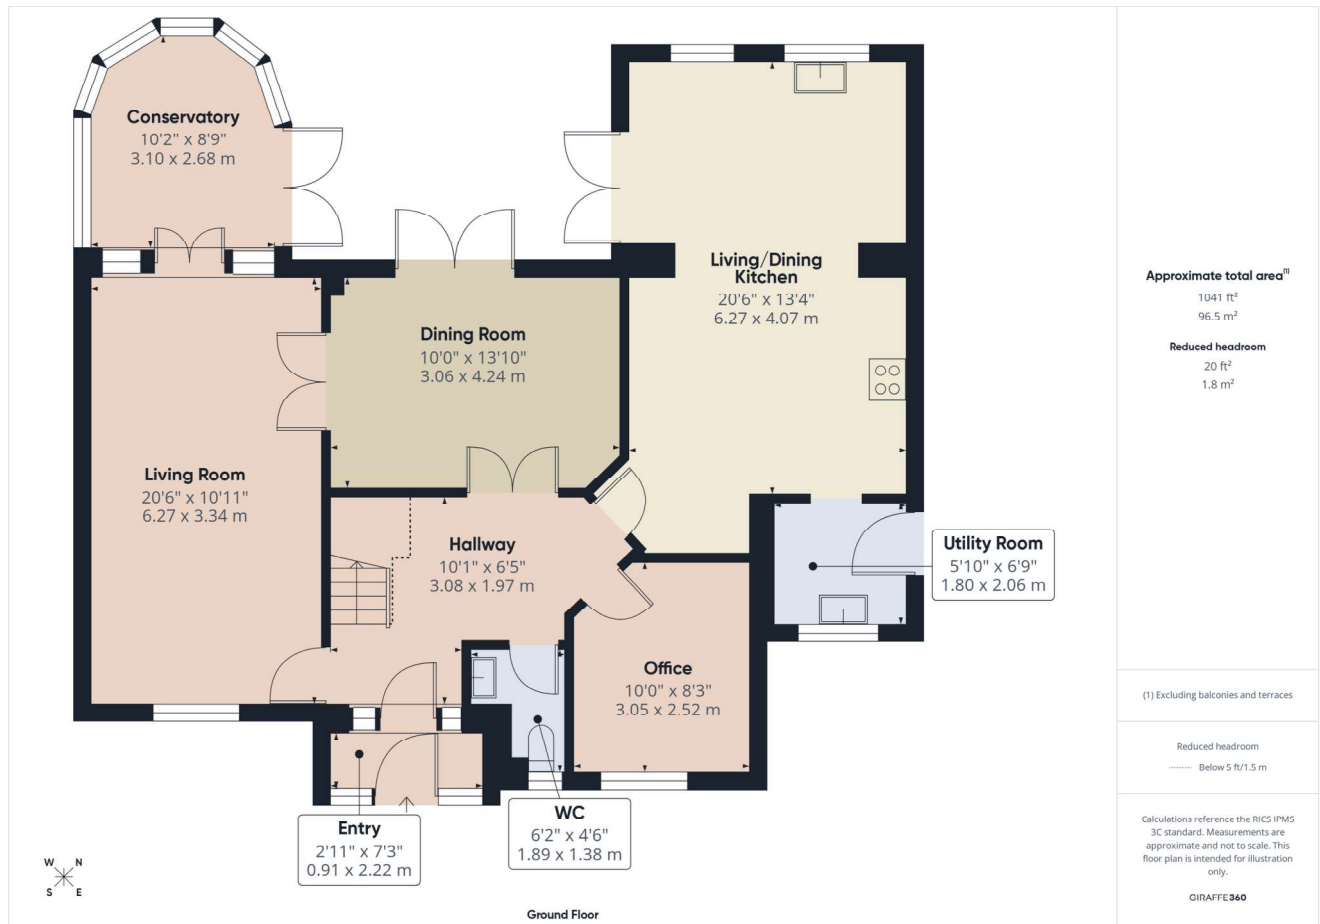 Conservatory
10'2" x 8'9"
3.10 x 2.68 m
Living/Dining
Kitchen
20'6" x 13'4"
6.27 x 4.07 m
Dining Room
10'0" x 13'10"
3.06 x 4.24 m
Living Room
20'6" x 10'11"
6.27 x 3.34 m
Hallway
10'1" x 6'5"
3.08 x 1.97 m
Utility Room
5'10" x 6'9"
1.80 x 2.06 m
Office
10'0" x 8'3"
3.05 x 2.52 m
WC
6'2" x 4'6"
1.89 x 1.38 m
Entry
2'11" x 7'3"
0.91 x 2.22 m
W N
S E
Ground Floor
Approximate total area(1)
1041 ft²
96.5 m²
Reduced headroom
20 ft²
1.8 m²
(1) Excluding balconies and terraces
Reduced headroom
Below 5 ft/1.5 m
Calculations reference the RICS IPMS
3C standard. Measurements are
approximate and not to scale. This
floor plan is intended for illustration
only.
GIRAFFE360